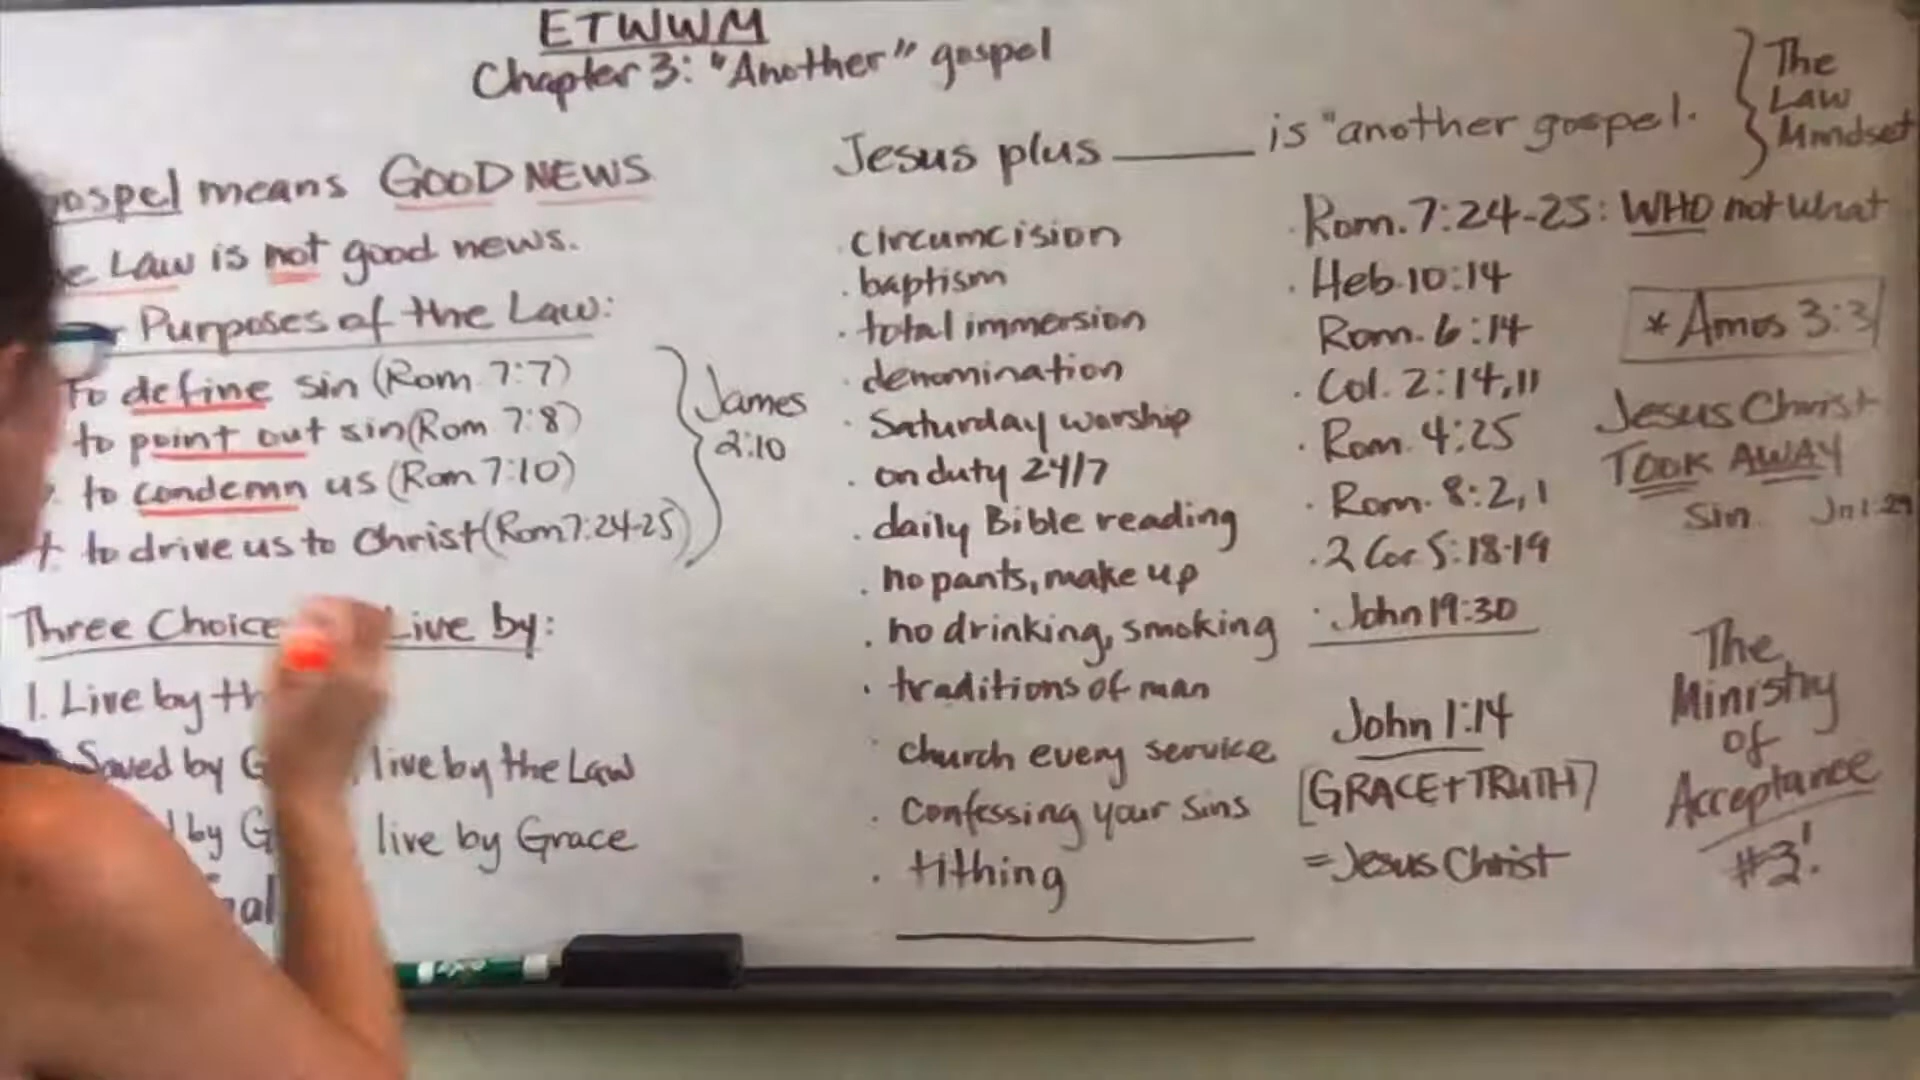 ETWWM
Chapter 3: "Another" gospel
Gospel means GOOD NEWS
Law is not good news.
Purposes of the Law:
To define sin (Rom 7:7)
to point out sin (Rom 7:8)
to condemn us (Rom 7:10)
to drive us to Christ (Rom 7:24-25)
James
2:10
Three Choice Live by:
1. Live by th
Saved by G live by the Law
by G live by Grace
Jesus plus ______ is "another gospel.
The
Law
Mindset
circumcision
· baptism
· total immersion
· denomination
· Saturday worship
· on duty 24/7
· daily Bible reading
· no pants, make up
· no drinking, smoking
· traditions of man
· church every service
· confessing your sins
· tithing
· Rom. 7:24-25: WHO not what
· Heb. 10:14
Rom. 6:14
· Col. 2:14,11
· Rom. 4:25
· Rom. 8:2,1
· 2 Cor 5:18-19
· John 19:30
John 1:14
[GRACE + TRUTH]
= Jesus Christ
* Amos 3:3
Jesus Christ
TOOK AWAY
Sin. Jn 1:29
The
Ministry
of
Acceptance
#3!